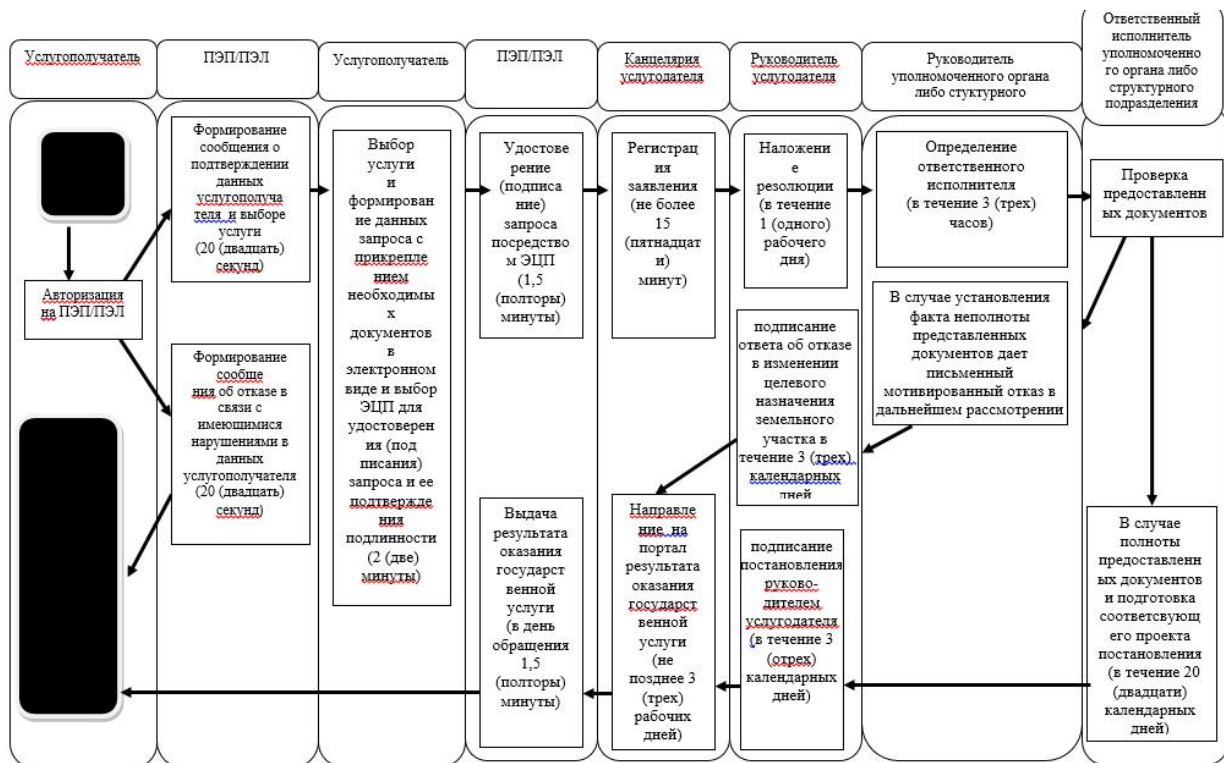 Услугополучатель
ПЭП/ПЭЛ
Услугополучатель
ПЭП/ПЭЛ
Канцелярия
услугодателя
Руководитель
услугодателя
Руководитель
уполномоченного органа
либо стуктурного
Ответственный
исполнитель
уполномоченно
го органа либо
структурного
подразделения
Авторизация
на ПЭП/ПЭЛ
Формирование
сообщения о
подтверждении
данных
услугополуча
теля и выборе
услуги
(20 (двадцать)
секунд)
Формирование
сообще
ния об отказе в
связи с
имеющимися
нарушениями в
данных
услугополучателя
(20 (двадцать)
секунд)
Выбор
услуги
и
формирован
ие данных
запроса с
прикрепле
нием
необходимы
х
документов
в
электронном
виде и выбор
ЭЦП для
удостоверен
ия (под
писания)
запроса и ее
подтвержде
ния
подлинности
(2 (две)
минуты)
Удостове
рение
(подписа
ние)
запроса
посредство
м ЭЦП
(1,5
(полторы)
минуты)
Выдача
результата
оказания
государст
венной
услуги
(в день
обращения
1,5
(полторы)
минуты)
Регистрац
ия
заявления
(не более
15
(пятнадцат
и)
минут)
Направле
ние на
портал
результата
оказания
государст
венной
услуги
(не
позднее 3
(трех)
рабочих
дней)
Наложени
е
резолюции
(в течение
1 (одного)
рабочего
дня)
подписание
ответа об отказе
в изменении
целевого
назначения
земельного
участка в
течение 3 (трех)
календарных
дней
подписание
постановления
руково-
дителем
услугодателя
(в течение 3
(отрех)
календарных
дней)
Определение
ответственного
исполнителя
(в течение 3 (трех)
часов)
В случае установления
факта неполноты
представленных
документов дает
письменный
мотивированный отказ в
дальнейшем рассмотрении
Проверка
предоставленн
ых документов
В случае
полноты
предоставленн
ых документов
и подготовка
соответсвующ
его проекта
постановления
(в течение 20
(двадцати)
календарных
дней)